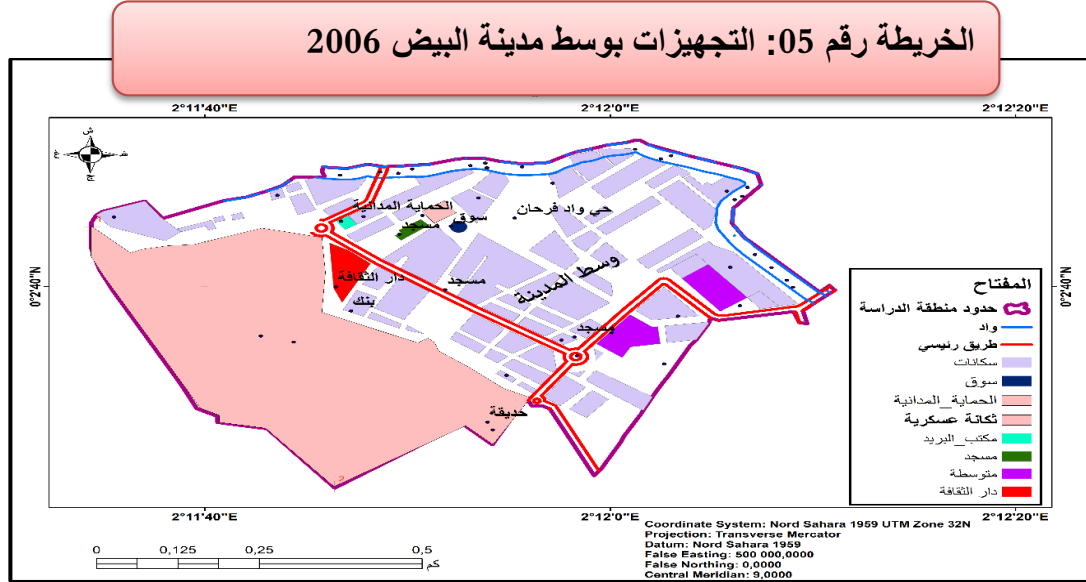 الخريطة رقم 05: التجهيزات بوسط مدينة البيض 2006
2°11'40"E
2°12'0"E
2°12'20"E
ش
0°2'40"N
0°2'40"N
الحماية المدانية
سوق
مسجد
حي واد فرحان
وسط المدينة
دار الثقافة
مسجد
بنك
مسجد
حديقة
المفتاح
حدود منطقة الدراسة
واد
طريق رئيسي
سكانات
سوق
الحماية_المدانية
ثكانة عسكرية
مكتب_البريد
مسجد
متوسطة
دار الثقافة
2°11'40"E
2°12'0"E
2°12'20"E
0
0,125
0,25
0,5
كم
Coordinate System: Nord Sahara 1959 UTM Zone 32N
Projection: Transverse Mercator
Datum: Nord Sahara 1959
False Easting: 500 000,0000
False Northing: 0,0000
Central Meridian: 9,0000